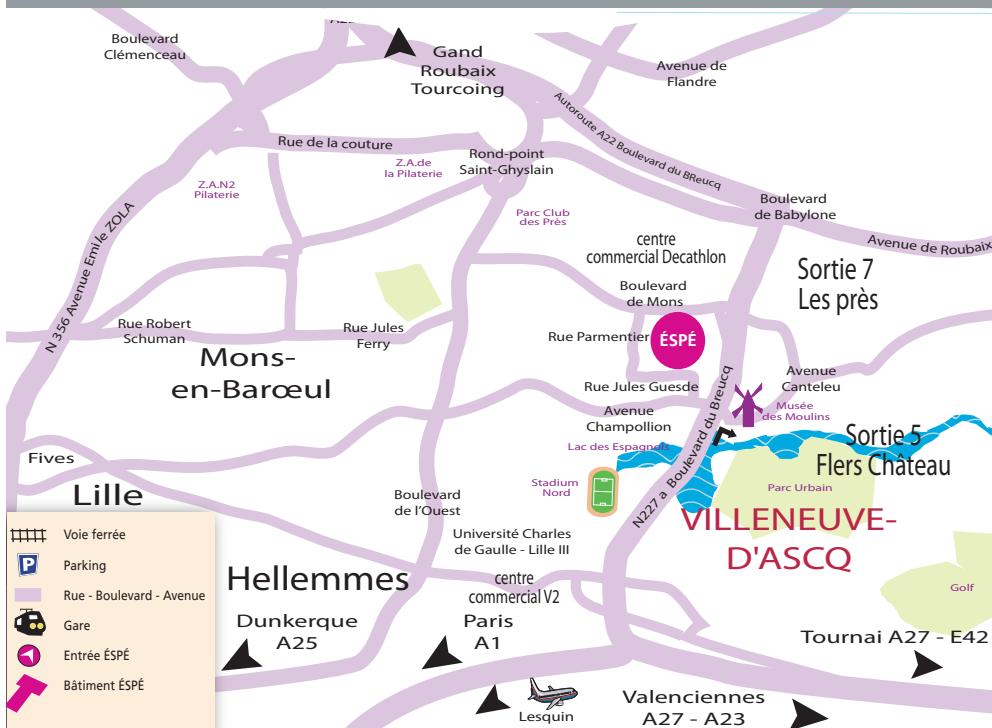 A22
Boulevard
Clémenceau
Gand
Roubaix
Tourcoing
Avenue de
Flandre
Autoroute A22 Boulevard du BReucq
Rue de la couture
Rond-point
Saint-Ghyslain
Z.A.de
la Pilaterie
Z.A.N2
Pilaterie
Parc Club
des Près
Boulevard
de Babylone
Avenue de Roubaix
N 356 Avenue Emile ZOLA
centre
commercial Decathlon
Sortie 7
Les près
Boulevard
de Mons
Rue Robert
Schuman
Rue Jules
Ferry
Rue Parmentier
ÉSPÉ
Mons-
en-Barœul
Rue Jules Guesde
Avenue
Canteleu
Avenue
Champollion
Musée
des Moulins
N227 a Boulevard du Breucq
Lac des Espagnols
Sortie 5
Flers Château
Fives
Lille
Stadium
Nord
Parc Urbain
Boulevard
de l'Ouest
VILLENEUVE-
D'ASCQ
Université Charles
de Gaulle - Lille III
Hellemmes
centre
commercial V2
Golf
Dunkerque
A25
Paris
A1
Tournai A27 - E42
Lesquin
Valenciennes
A27 - A23
Voie ferrée
P
Parking
Rue - Boulevard - Avenue
Gare
Entrée ÉSPÉ
Bâtiment ÉSPÉ